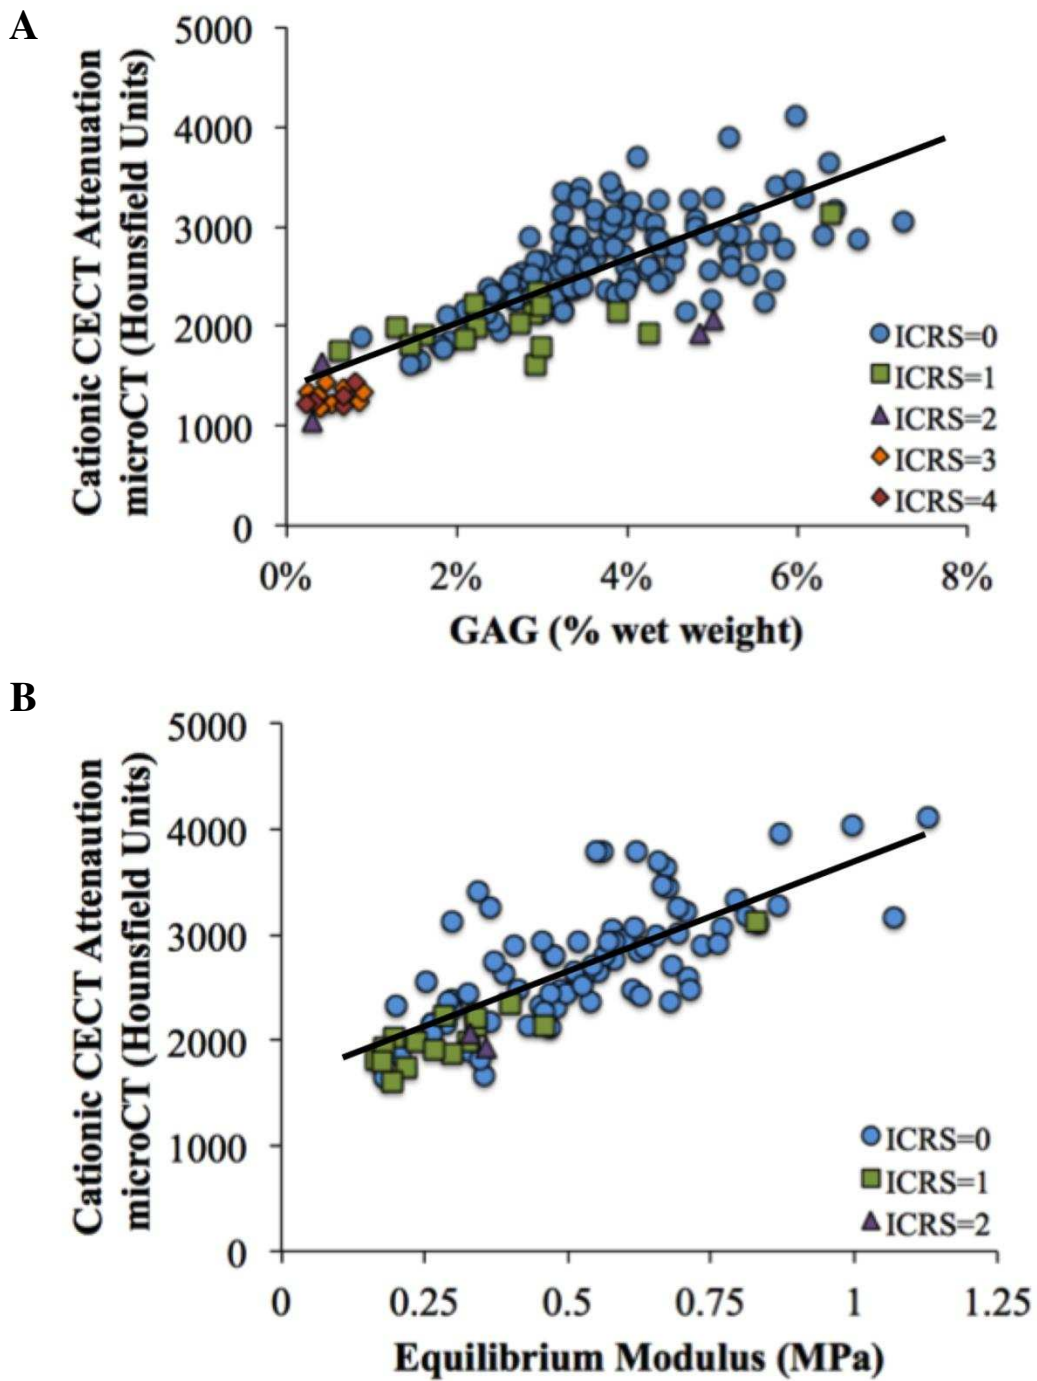 A
Cationic CECT Attenuation
microCT (Hounsfield Units)
5000
4000
3000
2000
1000
0
ICRS=0
ICRS=1
ICRS=2
ICRS=3
ICRS=4
0% 2% 4% 6% 8%
GAG (% wet weight)
B
Cationic CECT Attenaution
microCT (Hounsfield Units)
5000
4000
3000
2000
1000
0
ICRS=0
ICRS=1
ICRS=2
0 0.25 0.5 0.75 1 1.25
Equilibrium Modulus (MPa)